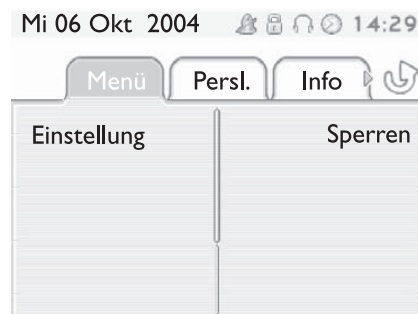 Mi 06 Okt 2004 14:29
Menü Persl. Info
Einstellung Sperren